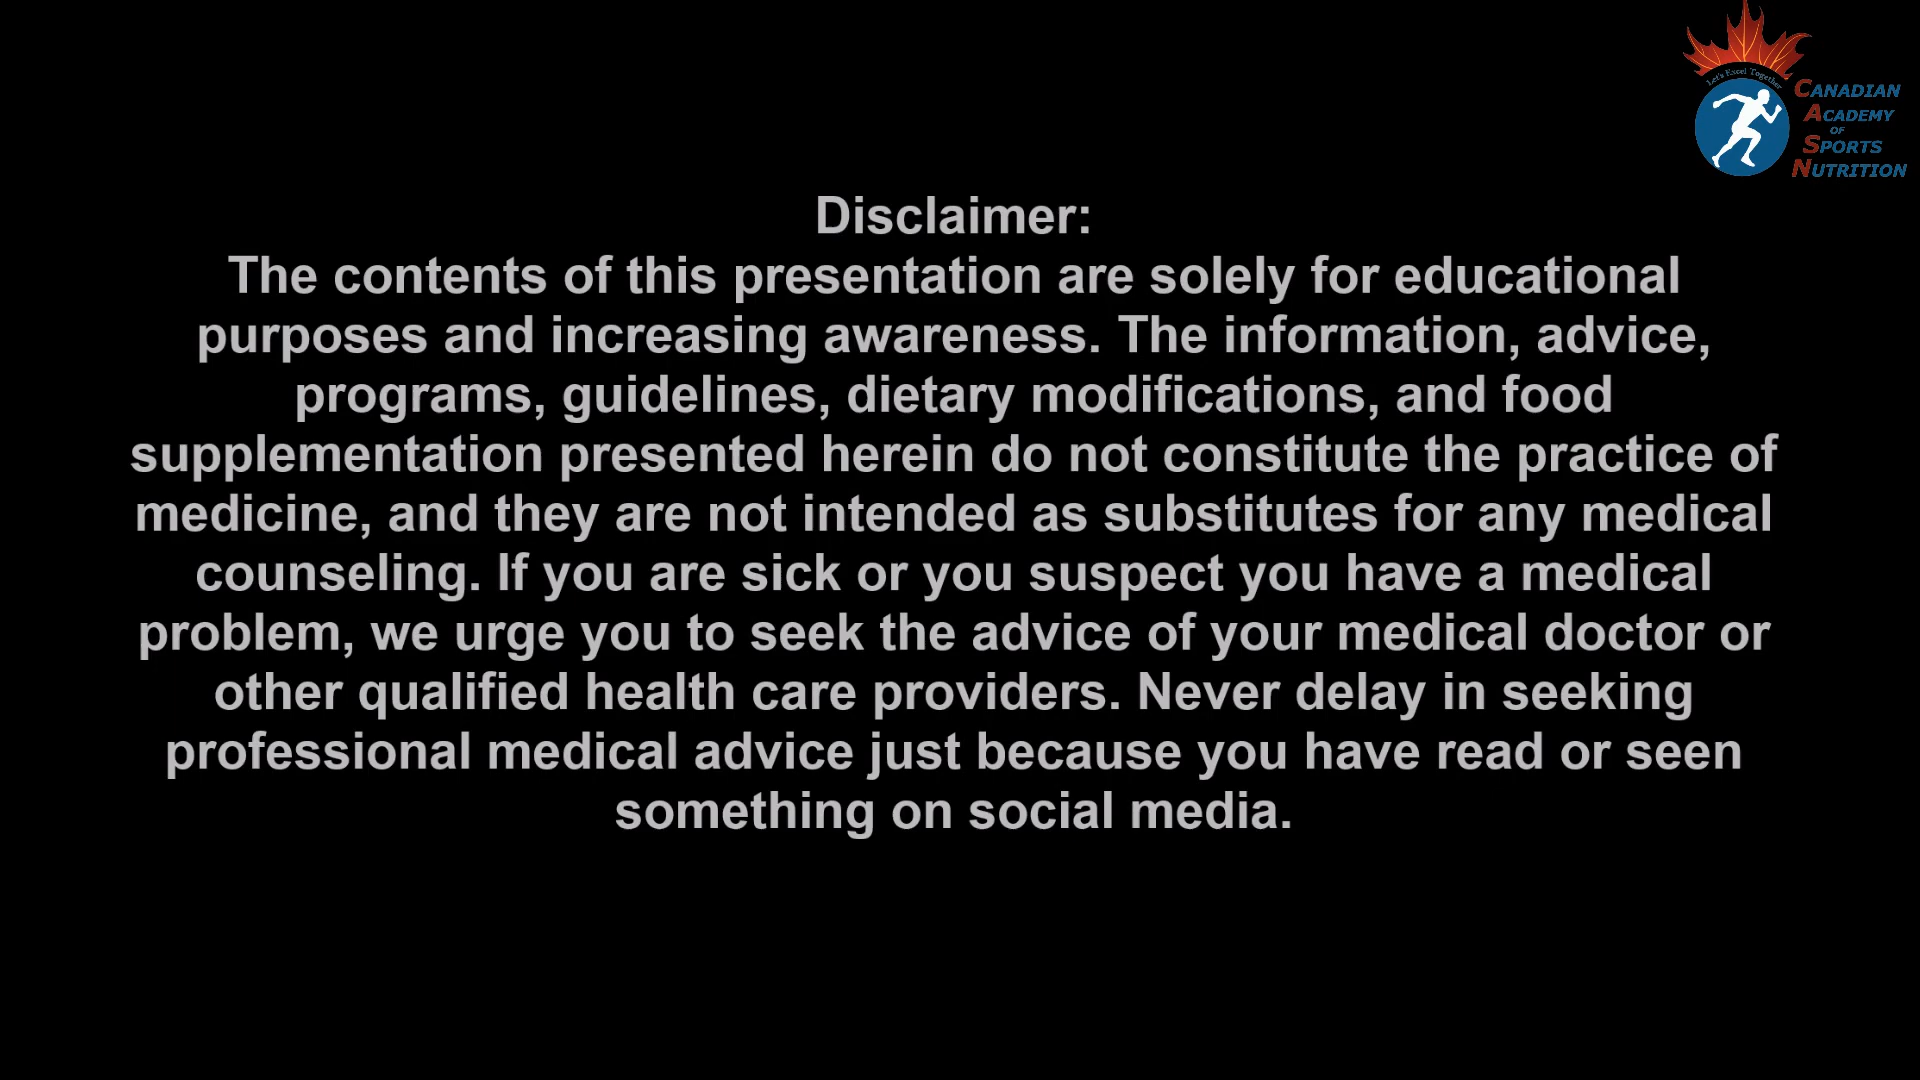 Let's Excel Together
CANADIAN
ACADEMY
OF
SPORTS
NUTRITION
Disclaimer:
The contents of this presentation are solely for educational
purposes and increasing awareness. The information, advice,
programs, guidelines, dietary modifications, and food
supplementation presented herein do not constitute the practice of
medicine, and they are not intended as substitutes for any medical
counseling. If you are sick or you suspect you have a medical
problem, we urge you to seek the advice of your medical doctor or
other qualified health care providers. Never delay in seeking
professional medical advice just because you have read or seen
something on social media.